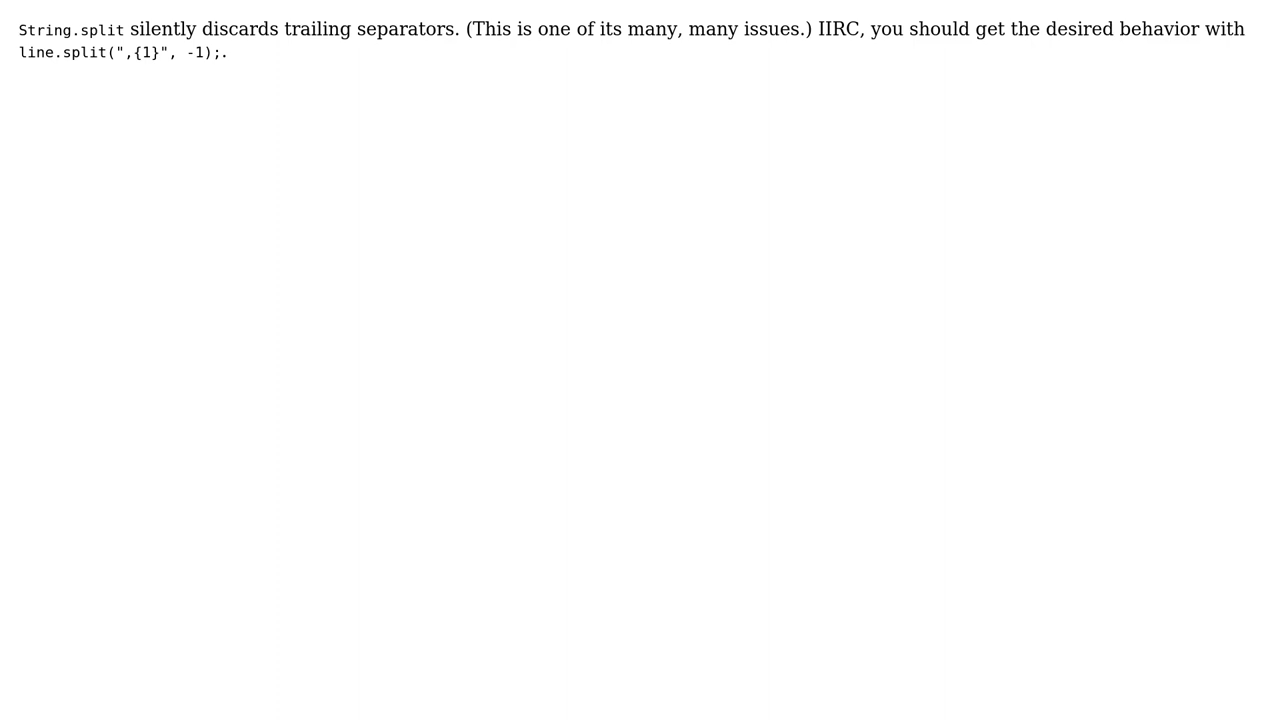 String.split silently discards trailing separators. (This is one of its many, many issues.) IIRC, you should get the desired behavior with
line.split(",{1}", -1);.